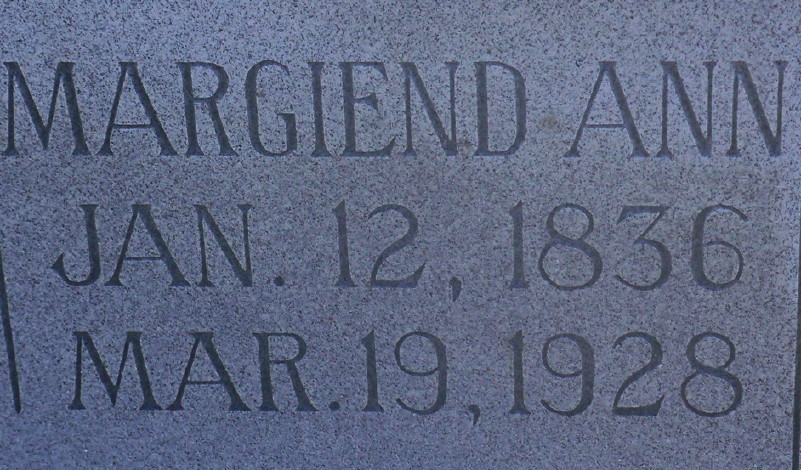 MARGIEND ANN
JAN. 12, 1836
MAR. 19, 1928